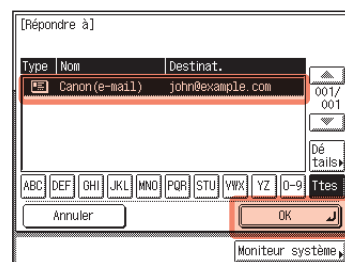 [Répondre à]
Type Nom Destinat.
Canon(e-mail) john@example.com
001/
001
Dé
tails
ABC DEF GHI JKL MNO PQR STU VWX YZ 0-9 Ttes
Annuler OK
Moniteur système